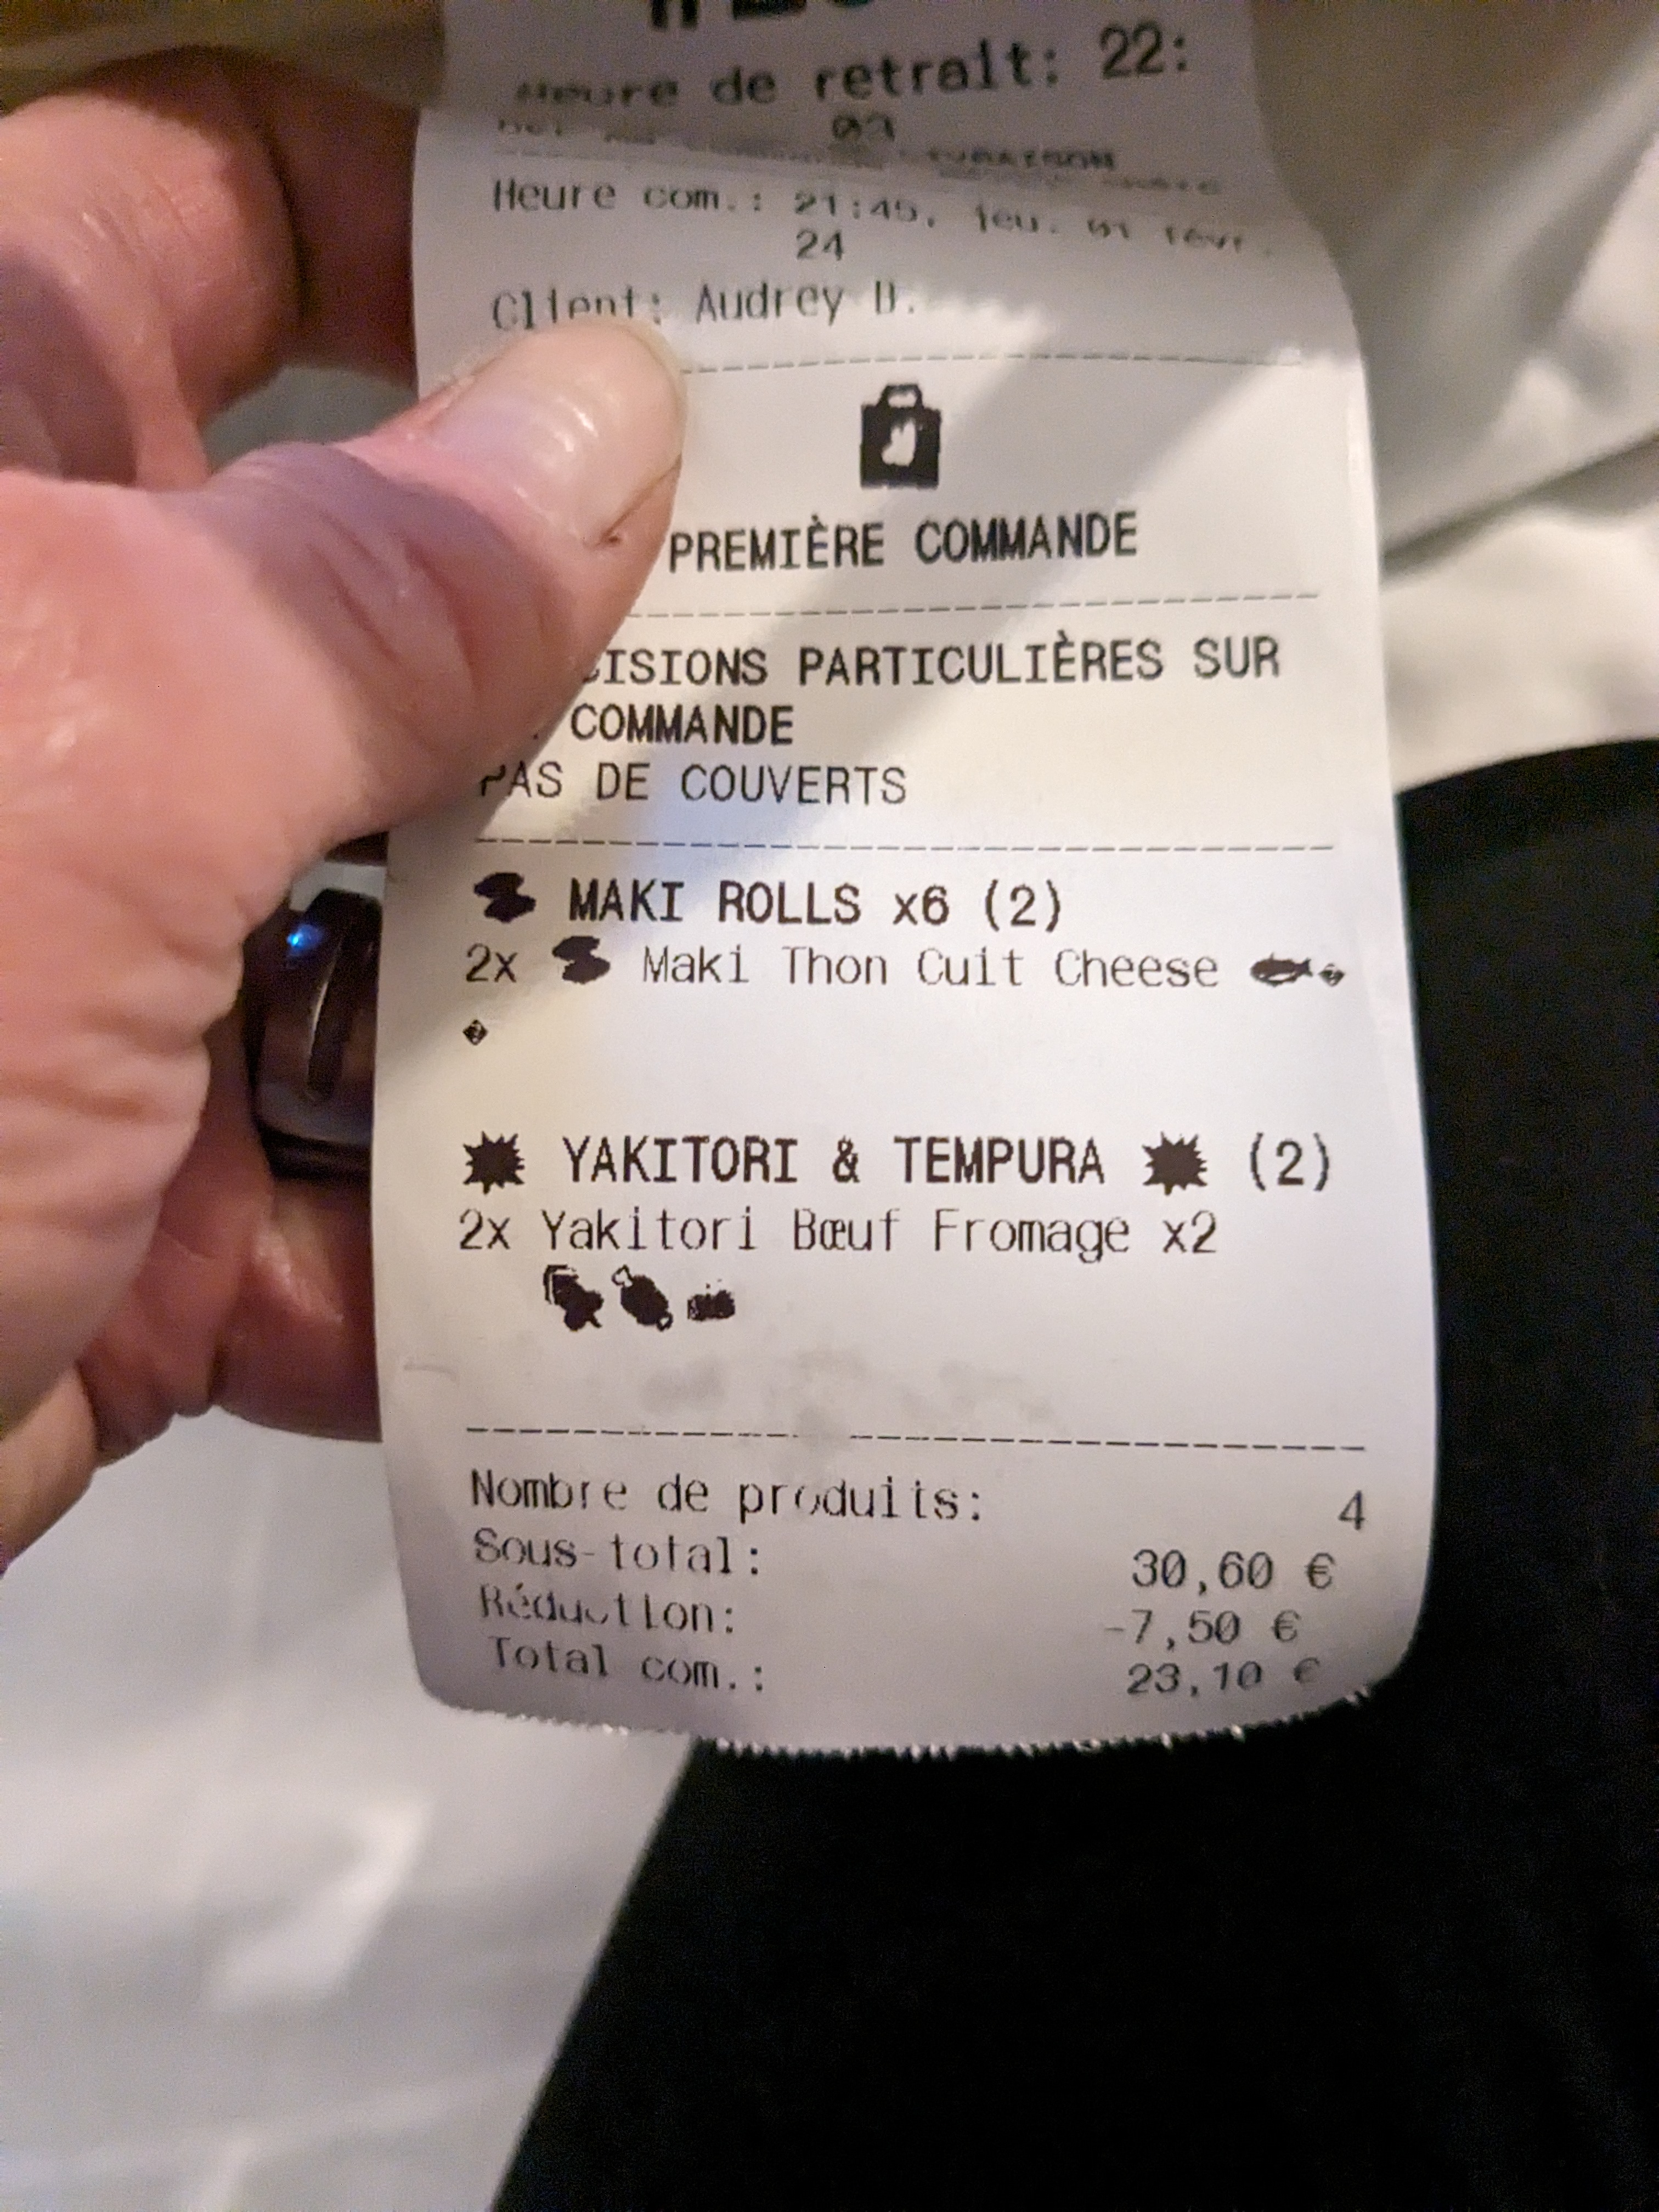 Heure de retrait: 22:
03
Heure com.: 21:45, jeu. 01 févr.
24
Client: Audrey D.
PREMIÈRE COMMANDE
CISIONS PARTICULIÈRES SUR
COMMANDE
PAS DE COUVERTS
MAKI ROLLS x6 (2)
2x Maki Thon Cuit Cheese
YAKITORI & TEMPURA (2)
2x Yakitori Bœuf Fromage x2
Nombre de produits: 4
Sous-total: 30,60 €
Réduction: -7,50 €
Total com.: 23,10 €